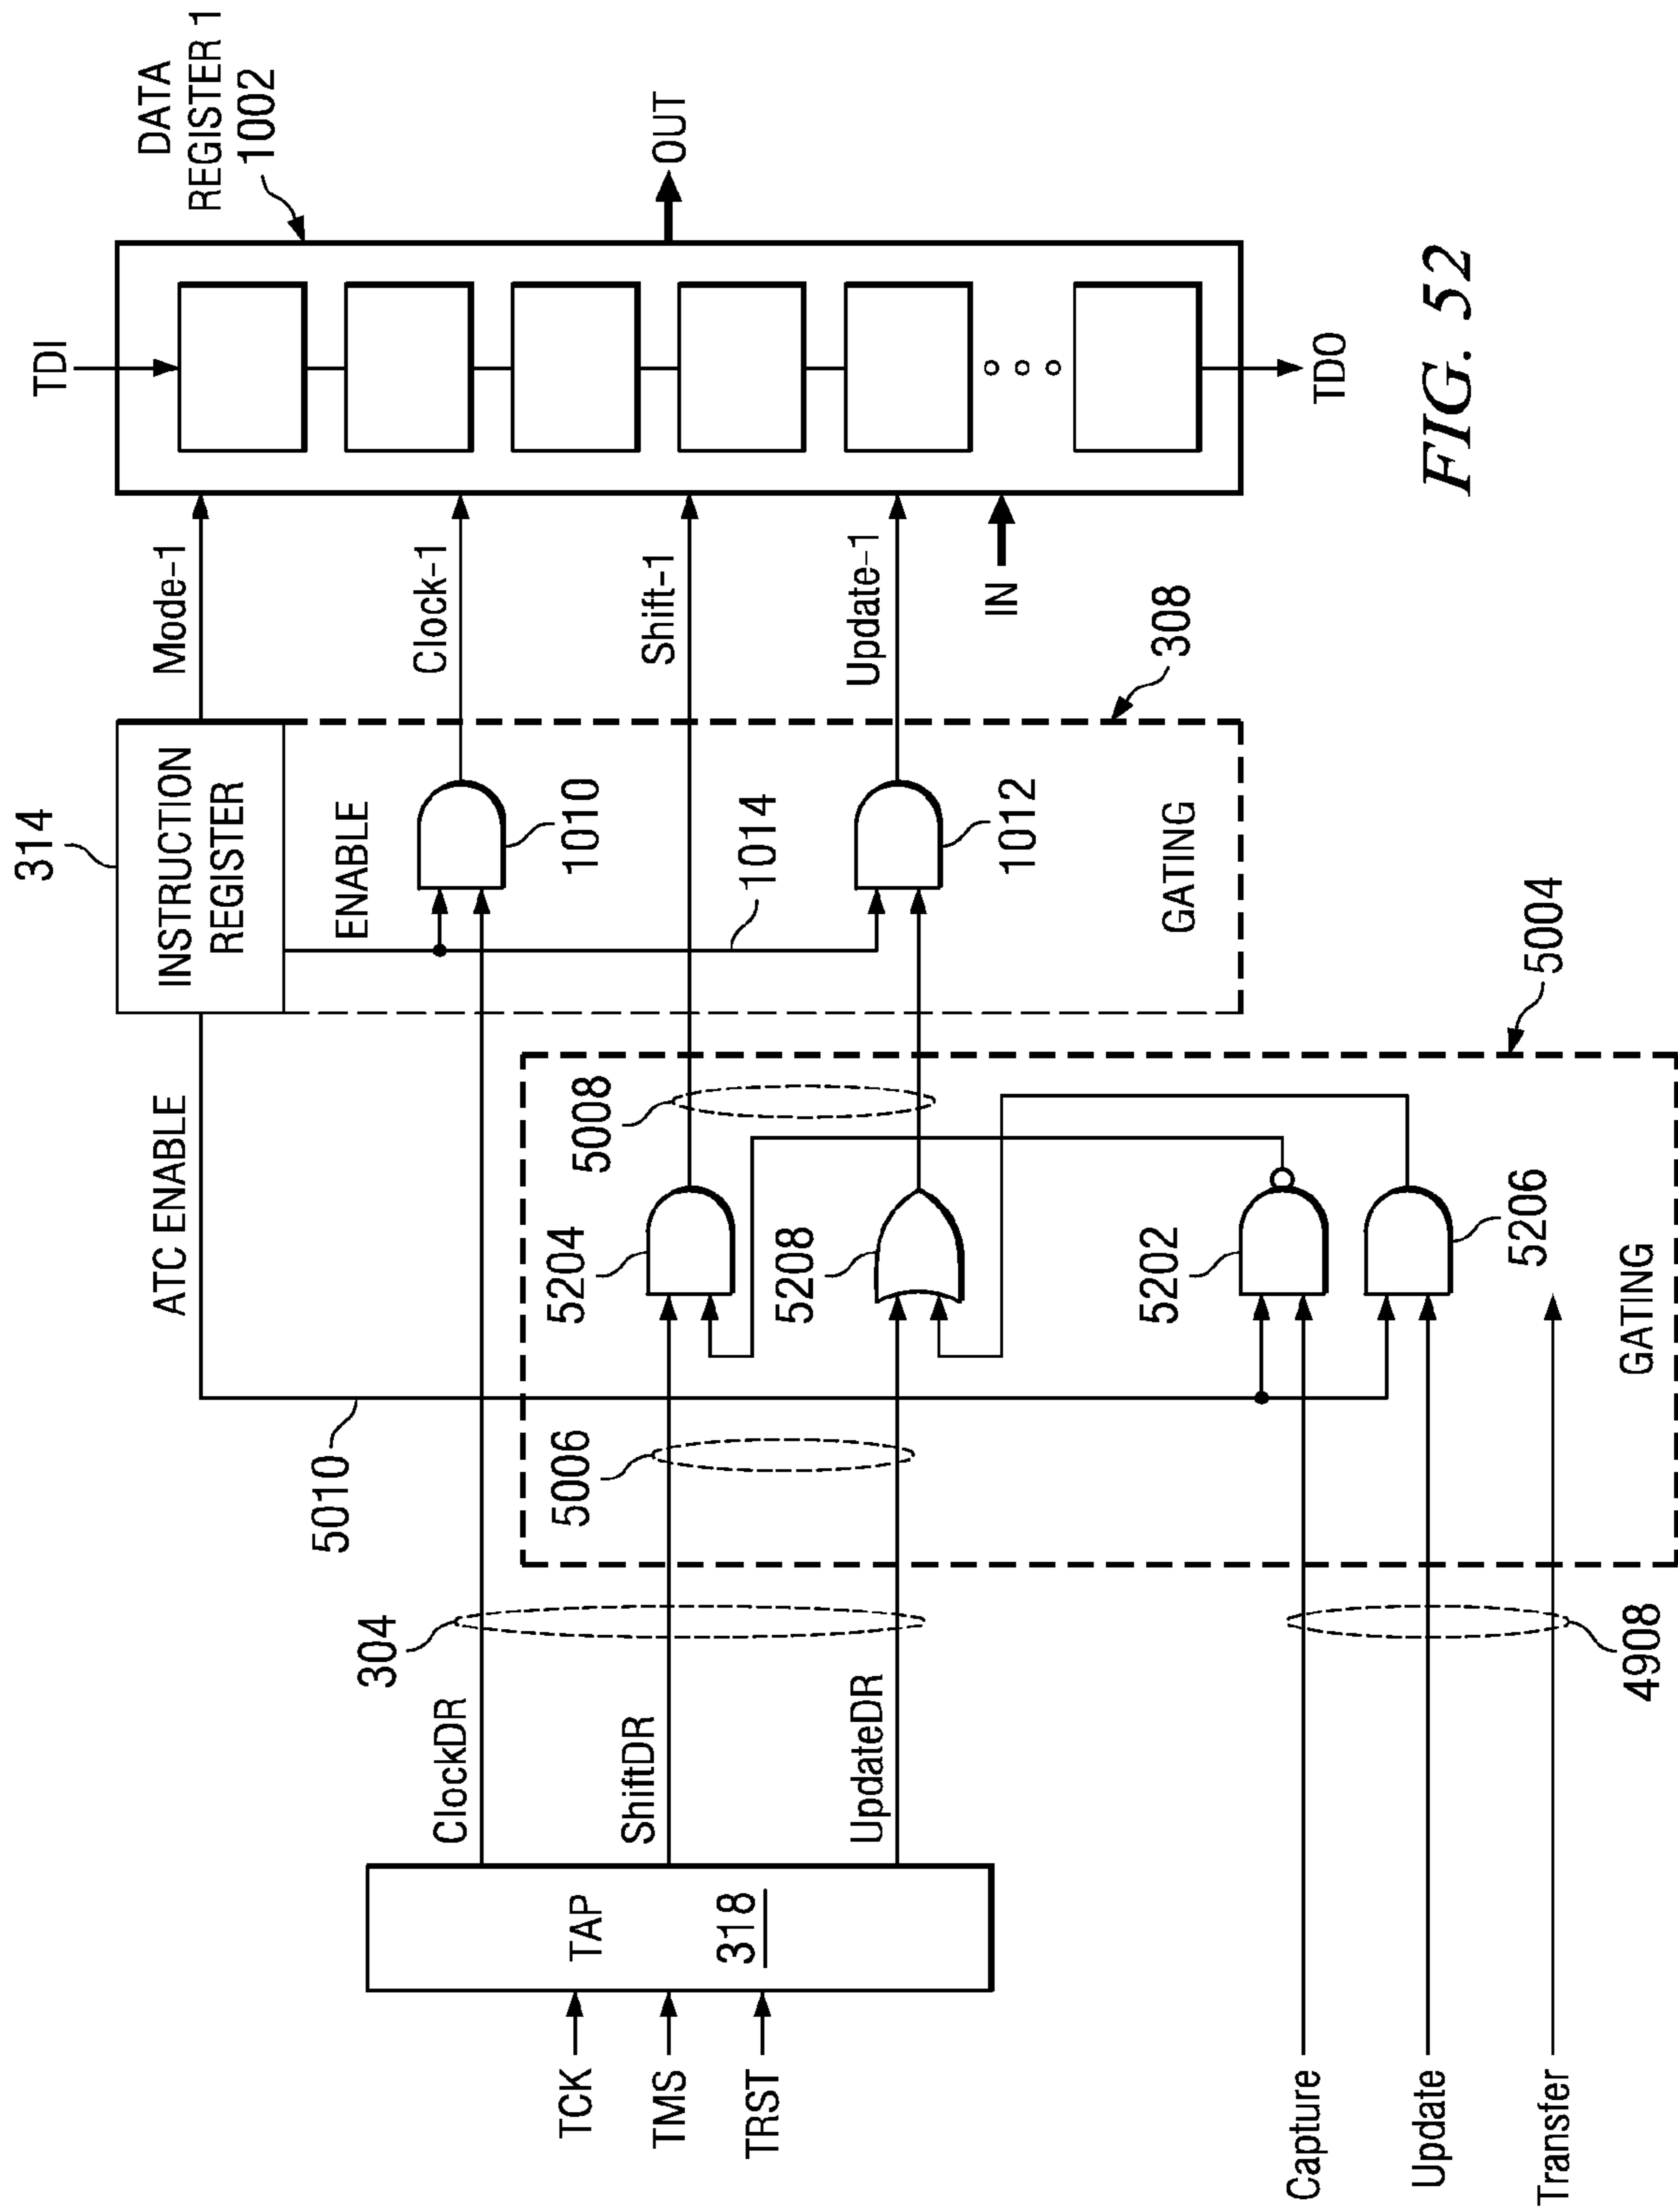 314
INSTRUCTION
REGISTER
ENABLE
1010
1014
1012
GATING
308
ATC ENABLE
5010
5008
5204
5208
5006
5202
5206
GATING
5004
304
4908
ClockDR
ShiftDR
UpdateDR
TAP
318
TCK
TMS
TRST
Capture
Update
Transfer
Mode-1
Clock-1
Shift-1
Update-1
IN
TDI
DATA
REGISTER 1
1002
OUT
TDO
FIG. 52